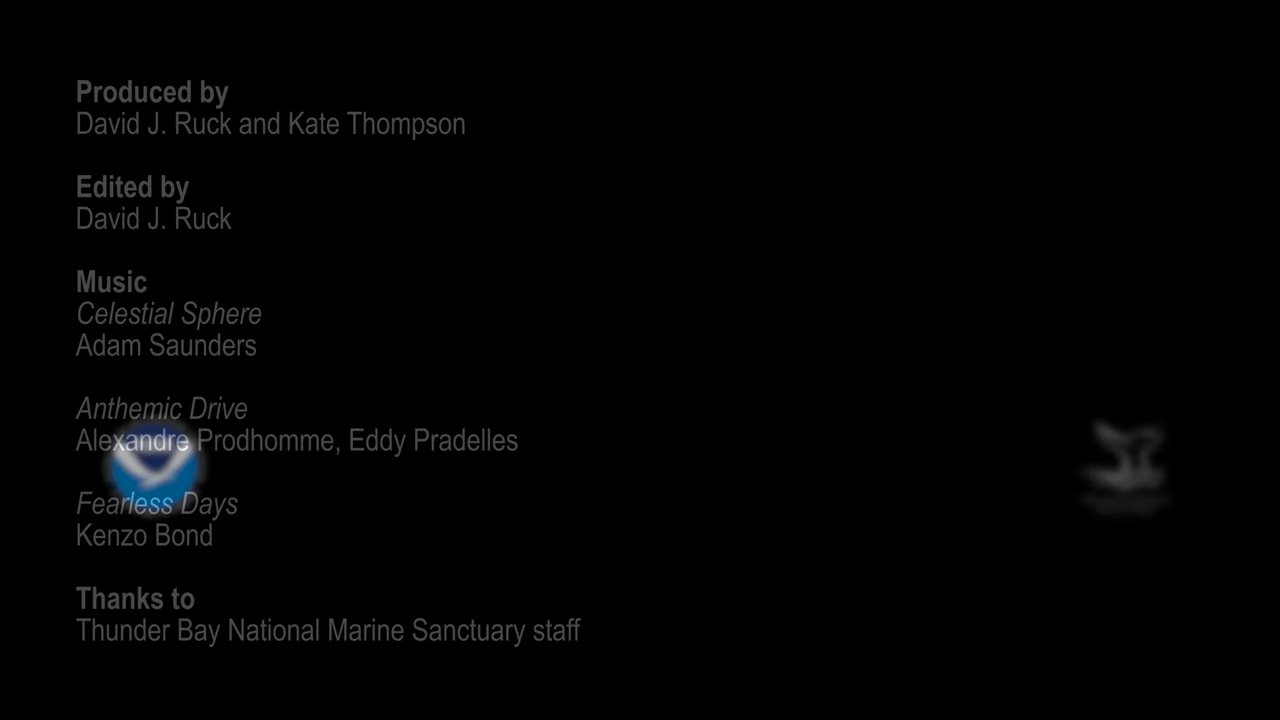 Produced by
David J. Ruck and Kate Thompson
Edited by
David J. Ruck
Music
Celestial Sphere
Adam Saunders
Anthemic Drive
Alexandre Prodhomme, Eddy Pradelles
Fearless Days
Kenzo Bond
Thanks to
Thunder Bay National Marine Sanctuary staff